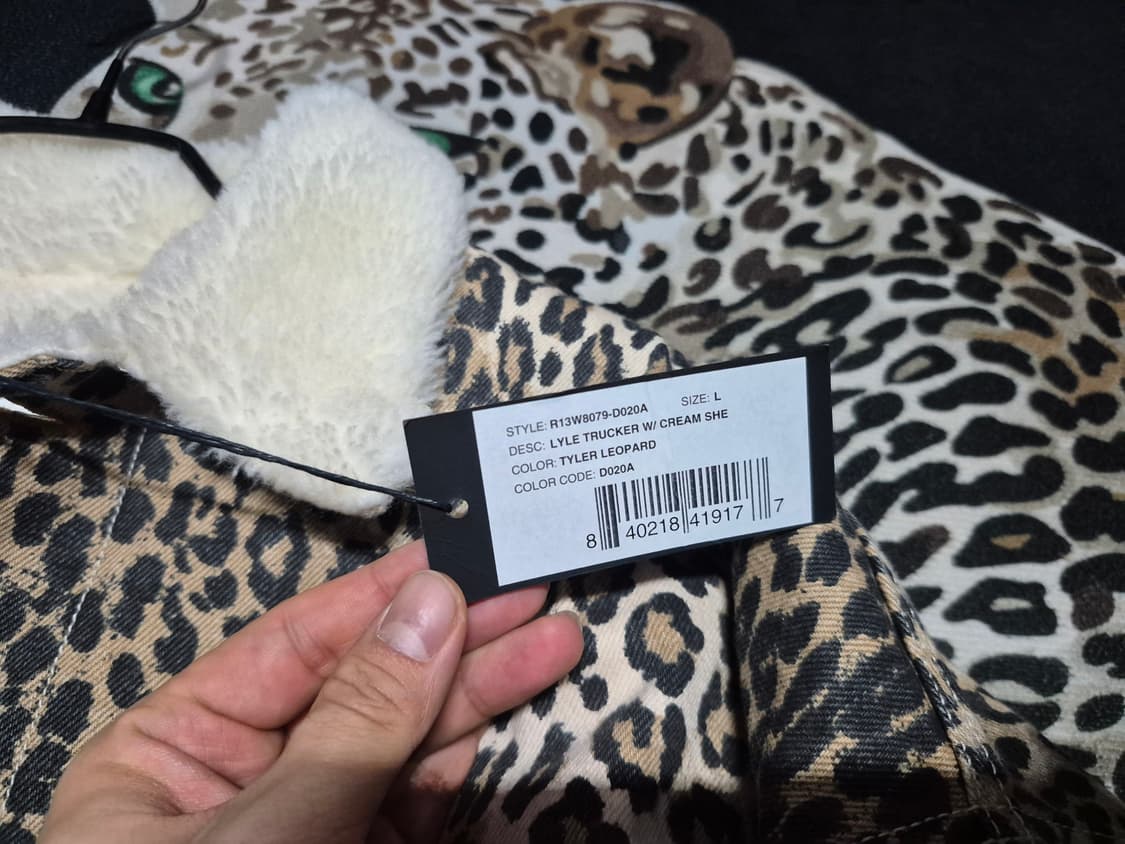 STYLE: R13W8079-D020A SIZE: L
DESC: LYLE TRUCKER W/ CREAM SHE
COLOR: TYLER LEOPARD
COLOR CODE: D020A
8 40218 41917 7